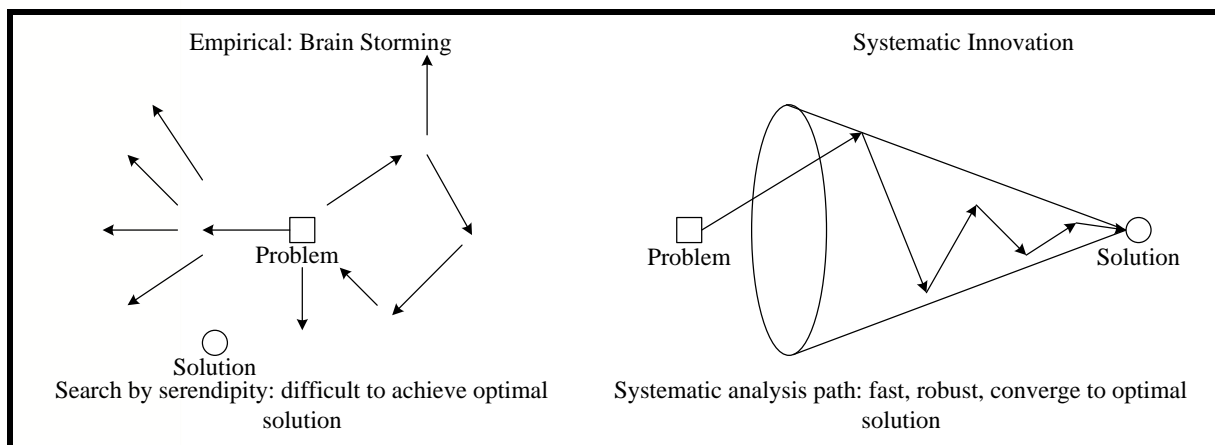 Empirical: Brain Storming
Problem
Solution
Search by serendipity: difficult to achieve optimal
solution
Systematic Innovation
Problem
Solution
Systematic analysis path: fast, robust, converge to optimal
solution